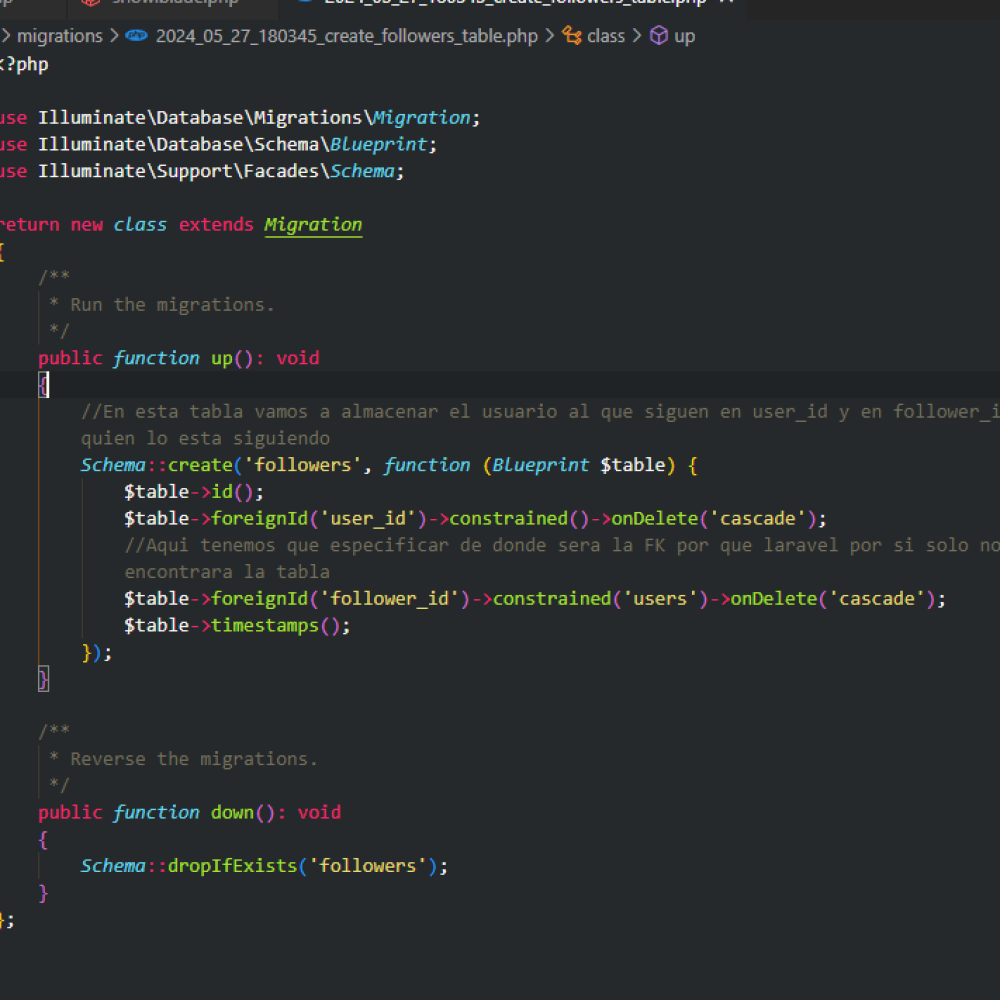 2024_05_27_180345_create_followers_table.php
migrations > 2024_05_27_180345_create_followers_table.php > class > up
<?php
use Illuminate\Database\Migrations\Migration;
use Illuminate\Database\Schema\Blueprint;
use Illuminate\Support\Facades\Schema;
return new class extends Migration
{
/**
* Run the migrations.
*/
public function up(): void
{
//En esta tabla vamos a almacenar el usuario al que siguen en user_id y en follower_i
quien lo esta siguiendo
Schema::create('followers', function (Blueprint $table) {
$table->id();
$table->foreignId('user_id')->constrained()->onDelete('cascade');
//Aqui tenemos que especificar de donde sera la FK por que laravel por si solo no
encontrara la tabla
$table->foreignId('follower_id')->constrained('users')->onDelete('cascade');
$table->timestamps();
});
}
/**
* Reverse the migrations.
*/
public function down(): void
{
Schema::dropIfExists('followers');
}
};